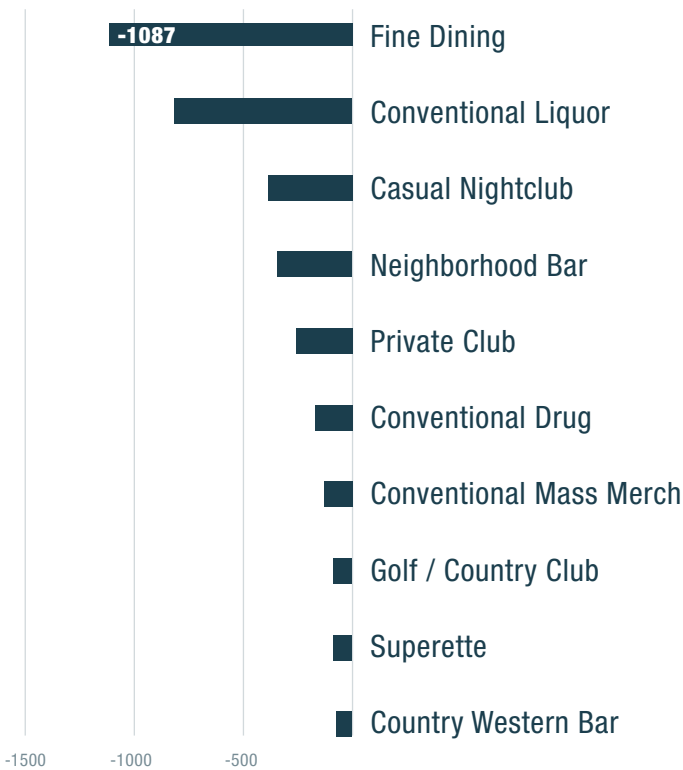 -1087 Fine Dining
Conventional Liquor
Casual Nightclub
Neighborhood Bar
Private Club
Conventional Drug
Conventional Mass Merch
Golf / Country Club
Superette
Country Western Bar
-1500 -1000 -500